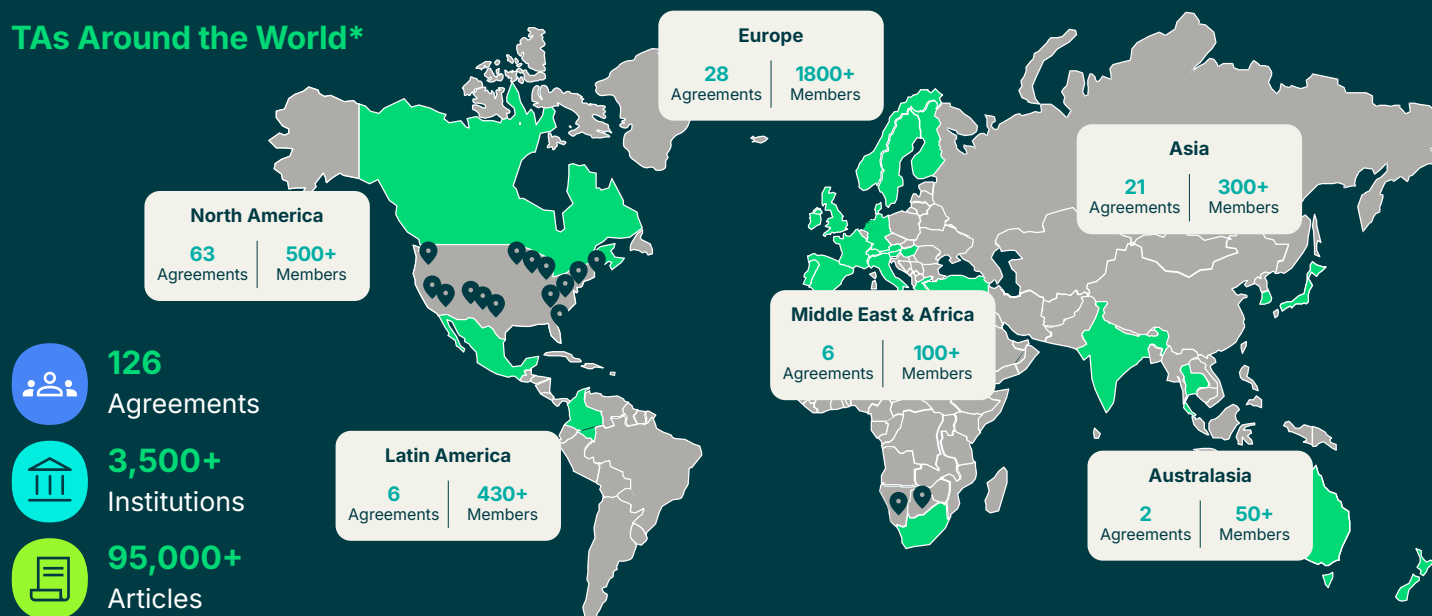 TAs Around the World*
Europe
28
Agreements
1800+
Members
Asia
21
Agreements
300+
Members
North America
63
Agreements
500+
Members
Middle East & Africa
6
Agreements
100+
Members
126
Agreements
3,500+
Institutions
95,000+
Articles
Latin America
6
Agreements
430+
Members
Australasia
2
Agreements
50+
Members